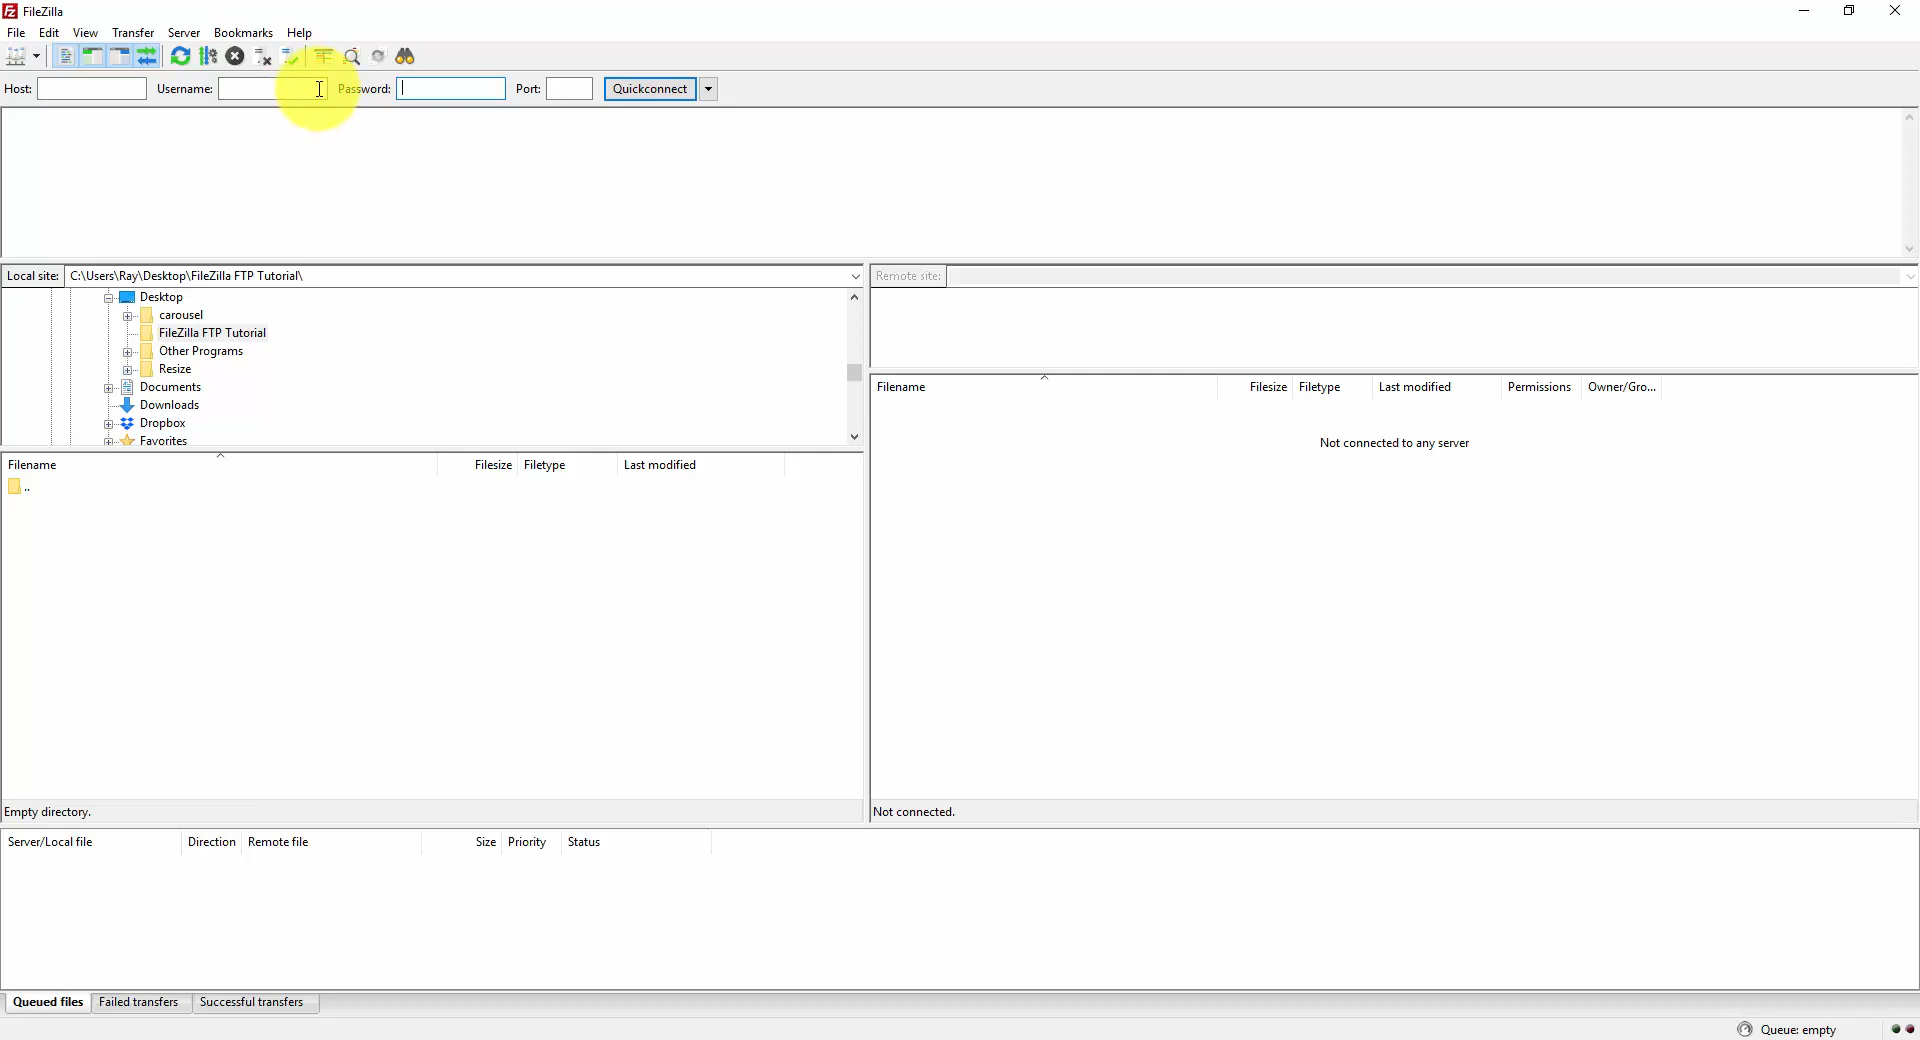 FileZilla
File Edit View Transfer Server Bookmarks Help
Host: Username: Password: Port: Quickconnect
Local site: C:\Users\Ray\Desktop\FileZilla FTP Tutorial\
Remote site:
Desktop
carousel
FileZilla FTP Tutorial
Other Programs
Resize
Documents
Downloads
Dropbox
Favorites
Filename Filesize Filetype Last modified
..
Empty directory.
Filename Filesize Filetype Last modified Permissions Owner/Gro...
Not connected to any server
Not connected.
Server/Local file Direction Remote file Size Priority Status
Queued files Failed transfers Successful transfers
Queue: empty